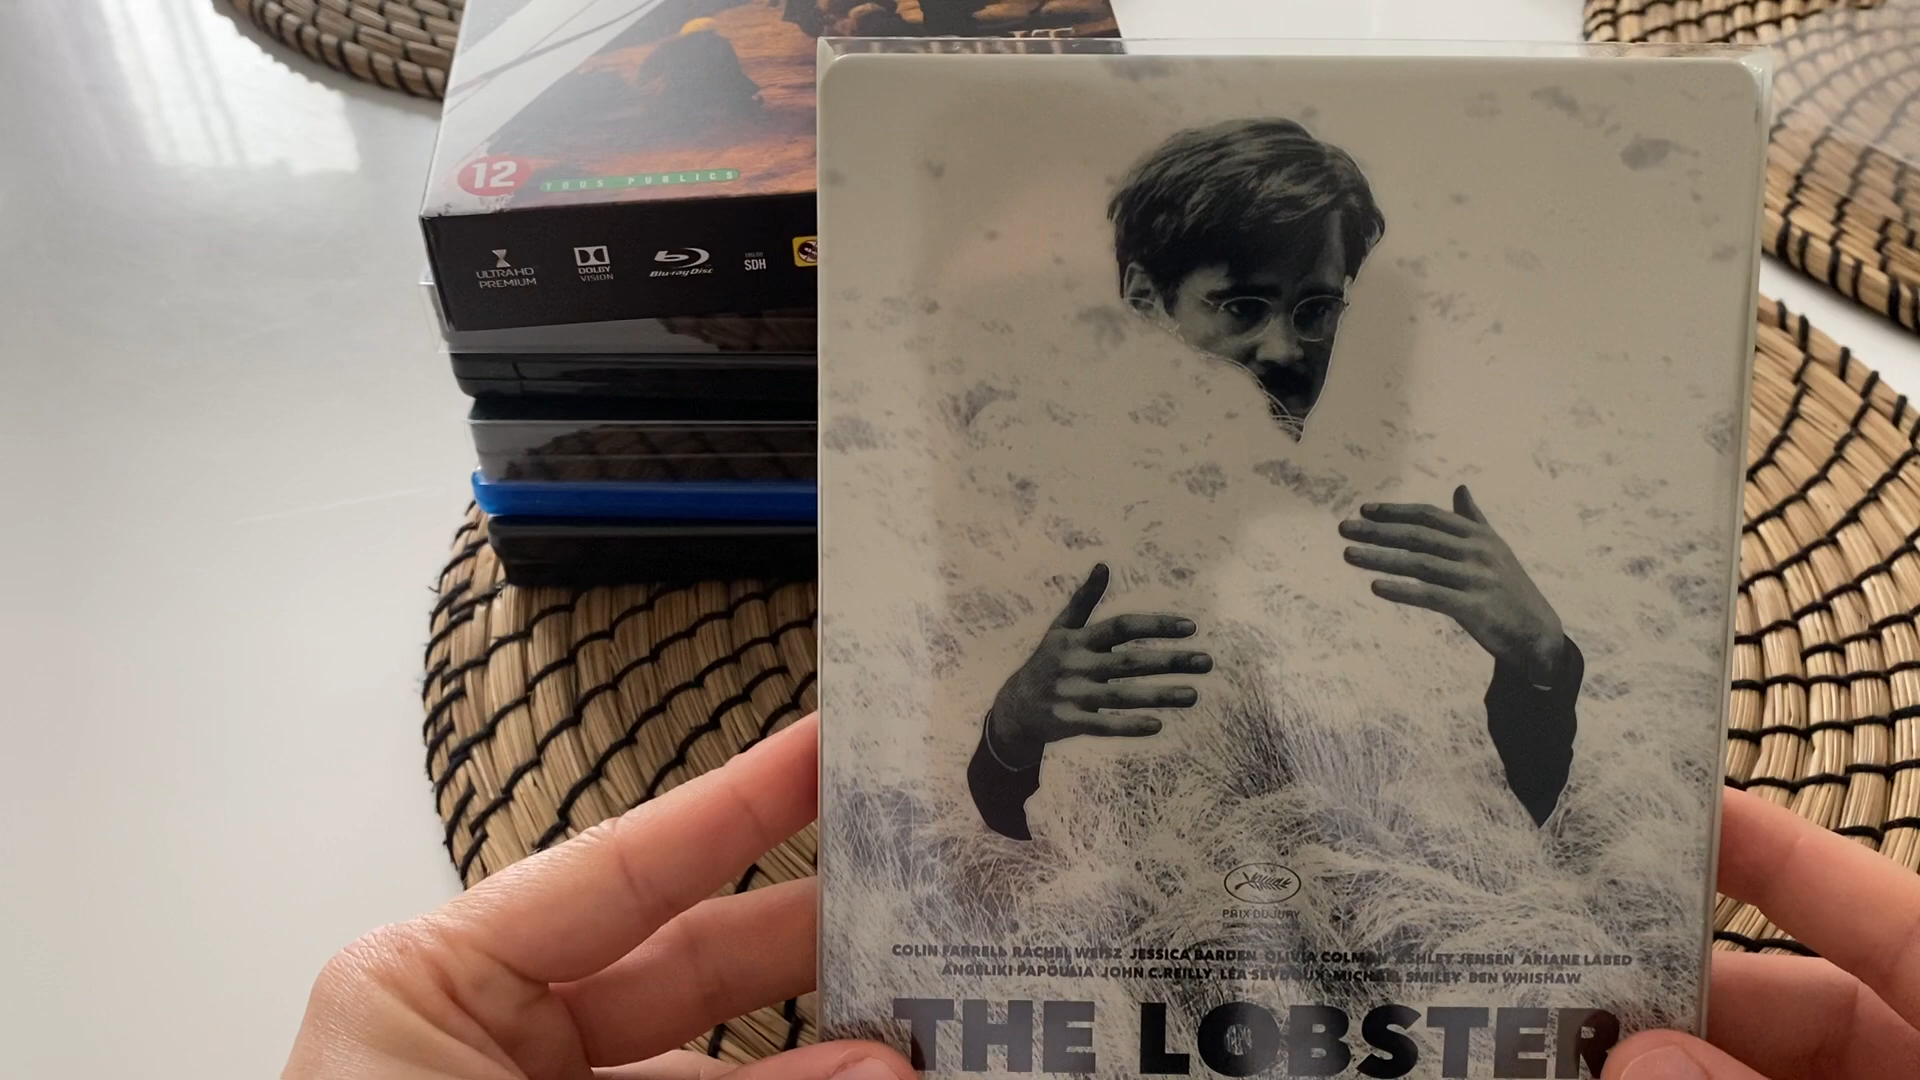 12
TOUS PUBLICS
ULTRA HD
PREMIUM
DOLBY
VISION
Blu-ray Disc
ENGLISH
SDH
PRIX DU JURY
COLIN FARRELL RACHEL WEISZ JESSICA BARDEN OLIVIA COLMAN ASHLEY JENSEN ARIANE LABED
ANGELIKI PAPOULIA JOHN C.REILLY LÉA SEYDOUX MICHAEL SMILEY BEN WHISHAW
THE LOBSTER